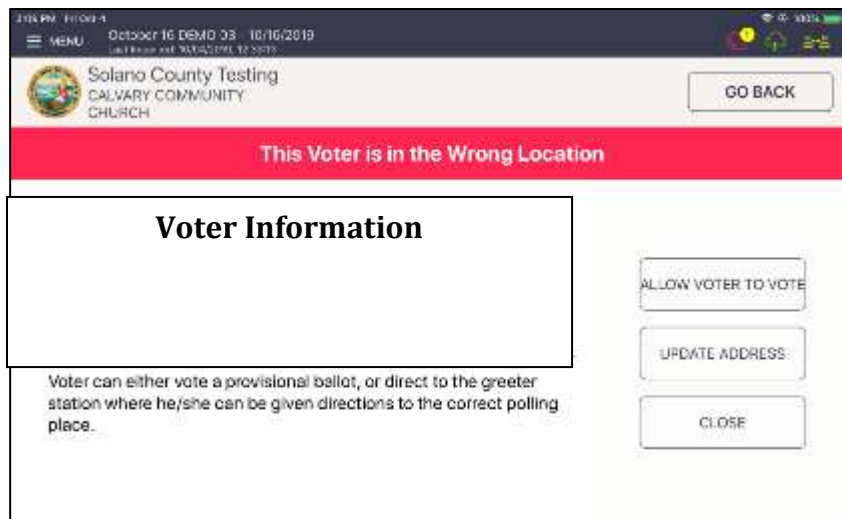 MENU
October 16 DEMO 03 - 10/16/2019
100%
Solano County Testing
CALVARY COMMUNITY
CHURCH
GO BACK
This Voter is in the Wrong Location
Voter Information
ALLOW VOTER TO VOTE
UPDATE ADDRESS
CLOSE
Voter can either vote a provisional ballot, or direct to the greeter
station where he/she can be given directions to the correct polling
place.